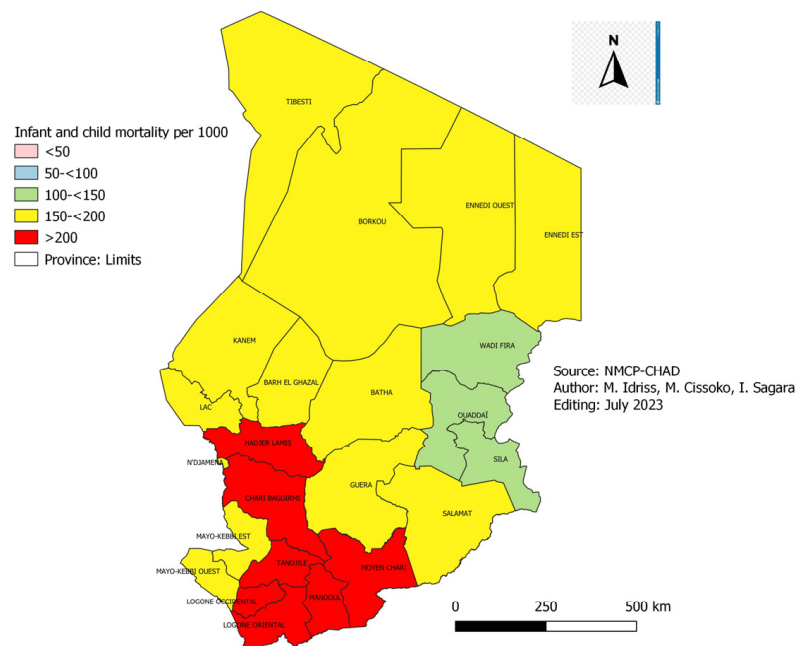 N
TIBESTI
Infant and child mortality per 1000
<50
50-<100
100-<150
150-<200
>200
Province: Limits
ENNEDI OUEST
BORKOU
ENNEDI EST
KANEM
WADI FIRA
BARH EL GHAZAL
BATHA
LAC
OUADDAÏ
HADJER LAMIS
SILA
N'DJAMENA
GUERA
CHARI BAGUIRMI
SALAMAT
MAYO-KEBBI EST
TANDJILE
MOYEN CHARI
MAYO-KEBBI OUEST
MANDOUL
LOGONE OCCIDENTAL
LOGONE ORIENTAL
Source: NMCP-CHAD
Author: M. Idriss, M. Cissoko, I. Sagara
Editing: July 2023
0 250 500 km